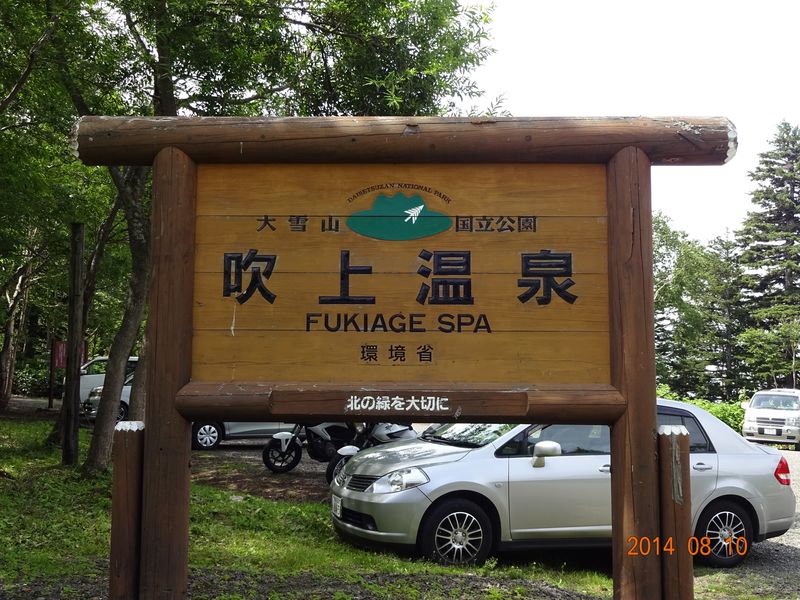 DAISETSUZAN NATIONAL PARK
大雪山 国立公園
吹上温泉
FUKIAGE SPA
環境省
北の緑を大切に
2014 08 10